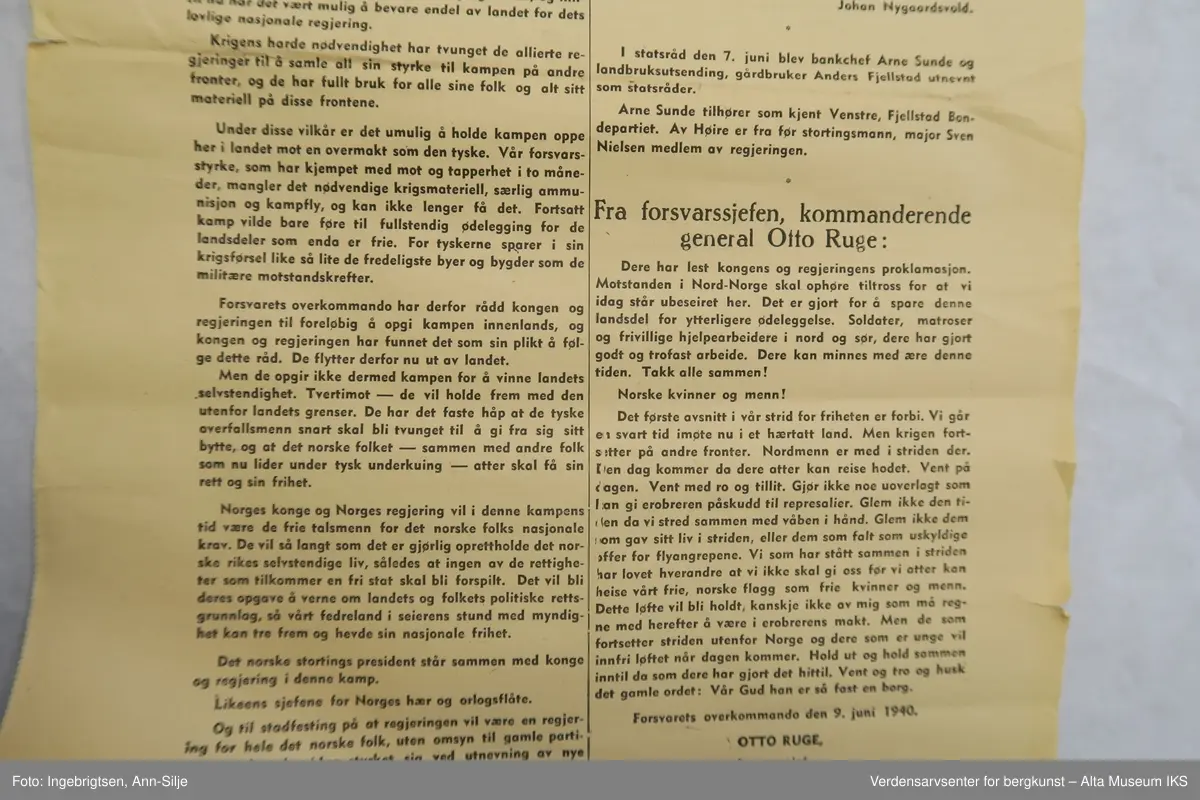 har det vært mulig å bevare endel av landet for dets
lovlige nasjonale regjering.
Krigens harde nødvendighet har tvunget de allierte re-
gjeringer til å samle all sin styrke til kampen på andre
fronter, og de har fullt bruk for alle sine folk og alt sitt
materiell på disse frontene.
Under disse vilkår er det umulig å holde kampen oppe
her i landet mot en overmakt som den tyske. Vår forsvars-
styrke, som har kjempet med mot og tapperhet i to måne-
der, mangler det nødvendige krigsmateriell, særlig ammu-
nisjon og kampfly, og kan ikke lenger få det. Fortsatt
kamp vilde bare føre til fullstendig ødelegging for de
landsdeler som enda er frie. For tyskerne sparer i sin
krigsførsel like så lite de fredeligste byer og bygder som de
militære motstandskrefter.
Forsvarets overkommando har derfor rådd kongen og
regjeringen til foreløbig å opgi kampen innenlands, og
kongen og regjeringen har funnet det som sin plikt å føl-
ge dette råd. De flytter derfor nu ut av landet.
Men de opgir ikke dermed kampen for å vinne landets
selvstendighet. Tvertimot — de vil holde frem med den
utenfor landets grenser. De har det faste håp at de tyske
overfallsmenn snart skal bli tvunget til å gi fra sig sitt
bytte, og at det norske folket — sammen med andre folk
som nu lider under tysk underkuing — atter skal få sin
rett og sin frihet.
Norges konge og Norges regjering vil i denne kampens
tid være de frie talsmenn for det norske folks nasjonale
krav. De vil så langt som det er gjørlig oprettholde det nor-
ske rikes selvstendige liv, således at ingen av de rettighe-
ter som tilkommer en fri stat skal bli forspilt. Det vil bli
deres opgave å verne om landets og folkets politiske retts-
grunnlag, så vårt fedreland i seierens stund med myndig-
het kan tre frem og hevde sin nasjonale frihet.
Det norske stortings president står sammen med konge
og regjering i denne kamp.
Likeens sjefene for Norges hær og orlogsflåte.
Og til stadfesting på at regjeringen vil være en regjer-
ing for hele det norske folk, uten omsyn til gamle parti-
styrket sig ved utnevning av nye
Johan Nygaardsvold.
I statsråd den 7. juni blev bankchef Arne Sunde og
landbruksutsending, gårdbruker Anders Fjellstad utnevnt
som statsråder.
Arne Sunde tilhører som kjent Venstre, Fjellstad Bon-
departiet. Av Høire er fra før stortingsmann, major Sven
Nielsen medlem av regjeringen.
Fra forsvarssjefen, kommanderende
general Otto Ruge:
Dere har lest kongens og regjeringens proklamasjon.
Motstanden i Nord-Norge skal ophøre tiltross for at vi
idag står ubeseiret her. Det er gjort for å spare denne
landsdel for ytterligere ødeleggelse. Soldater, matroser
og frivillige hjelpearbeidere i nord og sør, dere har gjort
godt og trofast arbeide. Dere kan minnes med ære denne
tiden. Takk alle sammen!
Norske kvinner og menn!
Det første avsnitt i vår strid for friheten er forbi. Vi går
en svart tid imøte nu i et hærtatt land. Men krigen fort-
setter på andre fronter. Nordmenn er med i striden der.
Den dag kommer da dere atter kan reise hodet. Vent på
dagen. Vent med ro og tillit. Gjør ikke noe uoverlagt som
kan gi erobreren påskudd til represalier. Glem ikke den ti-
den da vi stred sammen med våben i hånd. Glem ikke dem
som gav sitt liv i striden, eller dem som falt som uskyldige
offer for flyangrepene. Vi som har stått sammen i striden
har lovet hverandre at vi ikke skal gi oss før vi atter kan
heise vårt frie, norske flagg som frie kvinner og menn.
Dette løfte vil bli holdt, kanskje ikke av mig som må reg-
ne med herefter å være i erobrerens makt. Men de som
fortsetter striden utenfor Norge og dere som er unge vil
innfri løftet når dagen kommer. Hold ut og hold sammen
inntil da som dere har gjort det hittil. Vent og tro og husk
det gamle ordet: Vår Gud han er så fast en borg.
Forsvarets overkommando den 9. juni 1940.
OTTO RUGE,
Foto: Ingebrigtsen, Ann-Silje
Verdensarvsenter for bergkunst – Alta Museum IKS